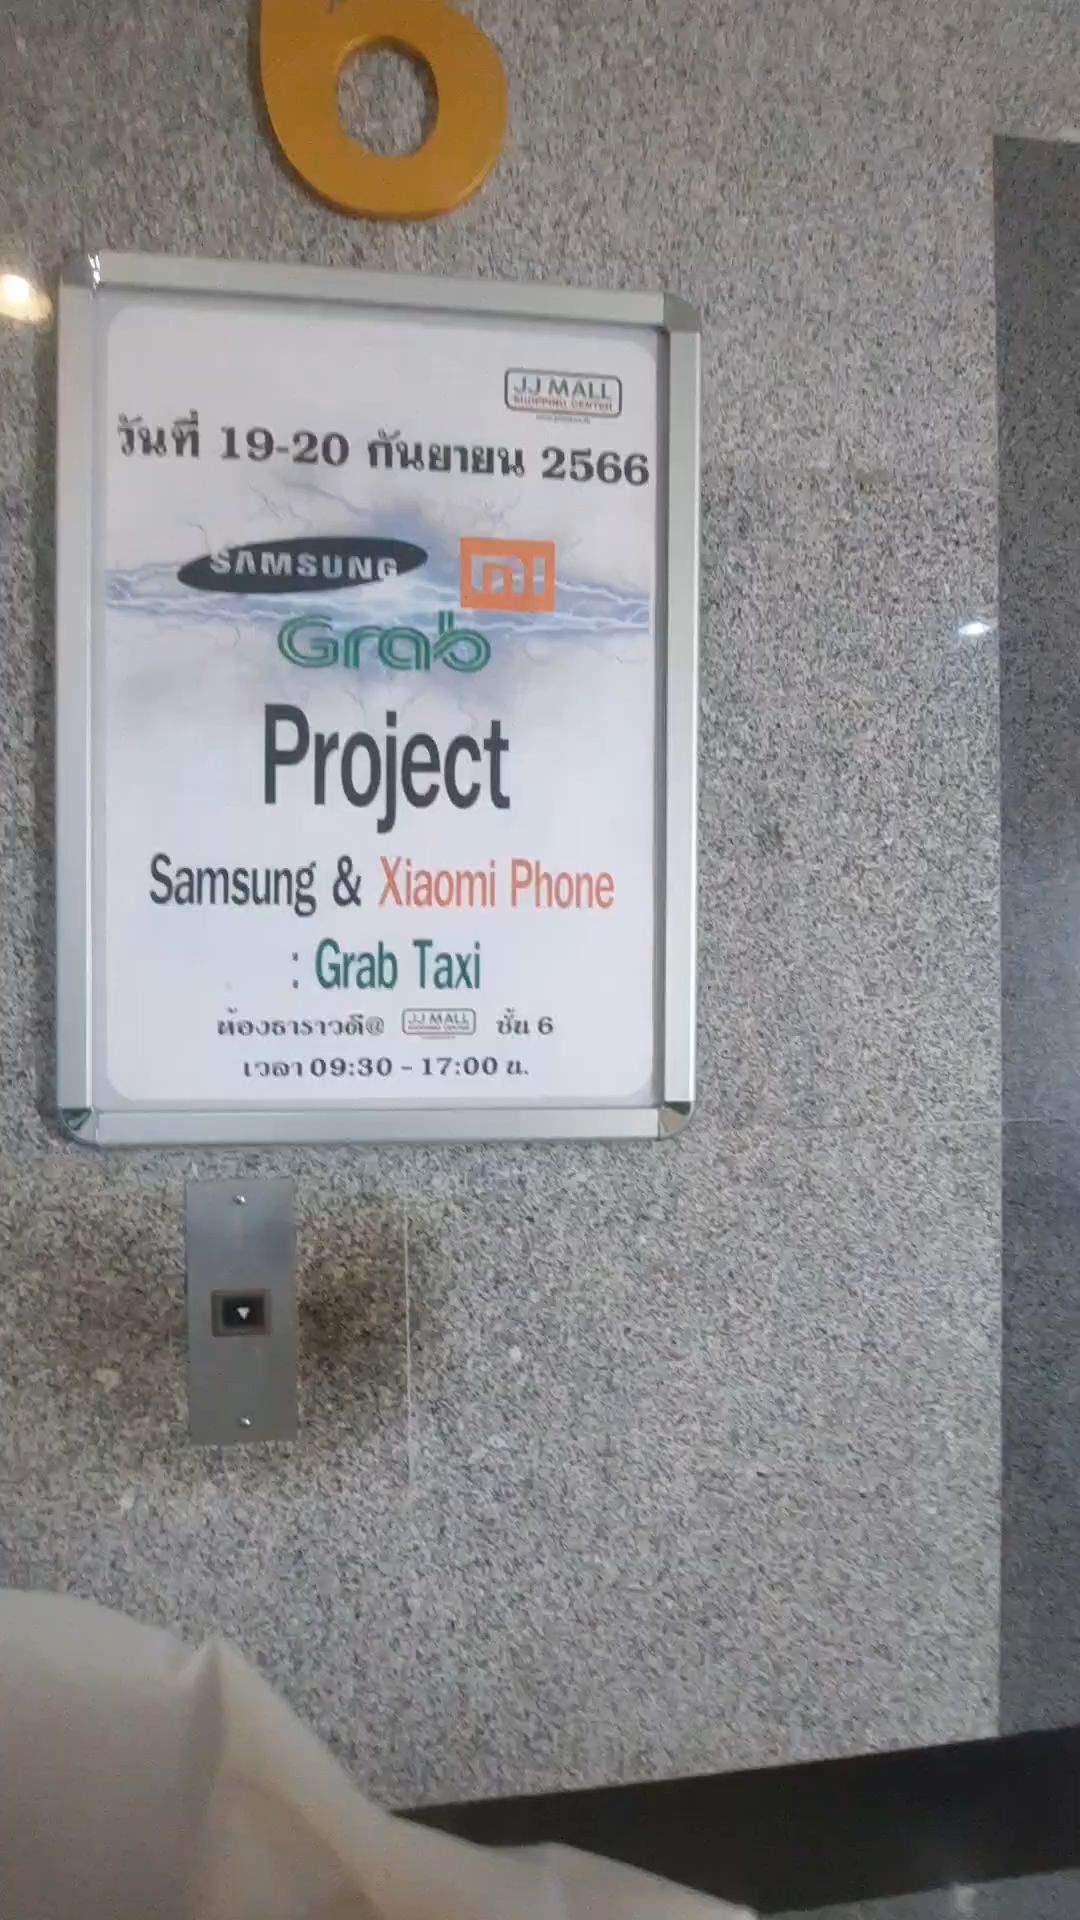 6
JJ MALL
SHOPPING CENTER
วันที่ 19-20 กันยายน 2566
SAMSUNG mi
Grab
Project
Samsung & Xiaomi Phone
: Grab Taxi
ห้องธาราวดี@ JJ MALL ชั้น 6
เวลา 09:30 - 17:00 น.